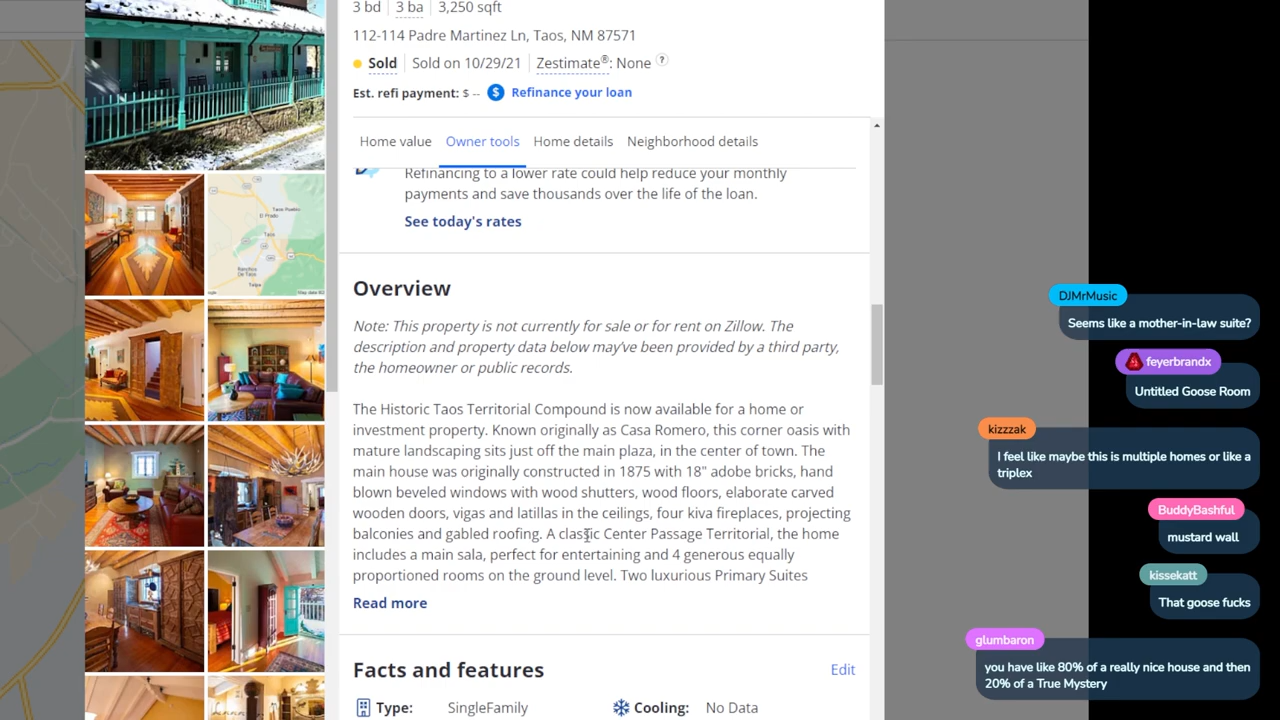 3 bd | 3 ba | 3,250 sqft
112-114 Padre Martinez Ln, Taos, NM 87571
Sold | Sold on 10/29/21 | Zestimate®: None ?
Est. refi payment: $ -- $ Refinance your loan
Home value Owner tools Home details Neighborhood details
Refinancing to a lower rate could help reduce your monthly
payments and save thousands over the life of the loan.
See today's rates
Overview
Note: This property is not currently for sale or for rent on Zillow. The
description and property data below may've been provided by a third party,
the homeowner or public records.
The Historic Taos Territorial Compound is now available for a home or
investment property. Known originally as Casa Romero, this corner oasis with
mature landscaping sits just off the main plaza, in the center of town. The
main house was originally constructed in 1875 with 18" adobe bricks, hand
blown beveled windows with wood shutters, wood floors, elaborate carved
wooden doors, vigas and latillas in the ceilings, four kiva fireplaces, projecting
balconies and gabled roofing. A classic Center Passage Territorial, the home
includes a main sala, perfect for entertaining and 4 generous equally
proportioned rooms on the ground level. Two luxurious Primary Suites
Read more
Facts and features Edit
Type: SingleFamily Cooling: No Data
Taos Pueblo
El Prado
Taos
Ranchos
De Taos
Talpa
DJMrMusic
Seems like a mother-in-law suite?
feyerbrandx
Untitled Goose Room
kizzzak
I feel like maybe this is multiple homes or like a
triplex
BuddyBashful
mustard wall
kissekatt
That goose fucks
glumbaron
you have like 80% of a really nice house and then
20% of a True Mystery